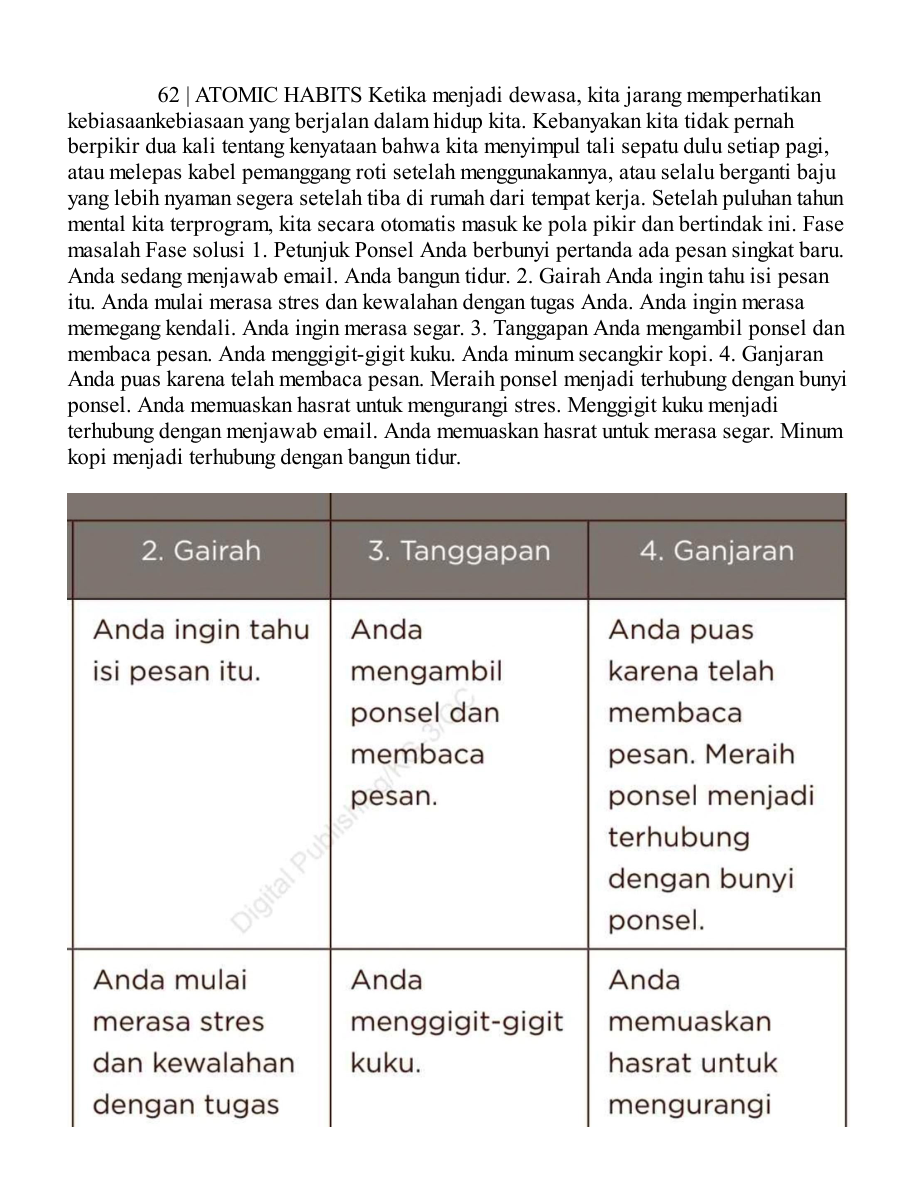 62 | ATOMIC HABITS Ketika menjadi dewasa, kita jarang memperhatikan
kebiasaankebiasaan yang berjalan dalam hidup kita. Kebanyakan kita tidak pernah
berpikir dua kali tentang kenyataan bahwa kita menyimpul tali sepatu dulu setiap pagi,
atau melepas kabel pemanggang roti setelah menggunakannya, atau selalu berganti baju
yang lebih nyaman segera setelah tiba di rumah dari tempat kerja. Setelah puluhan tahun
mental kita terprogram, kita secara otomatis masuk ke pola pikir dan bertindak ini. Fase
masalah Fase solusi 1. Petunjuk Ponsel Anda berbunyi pertanda ada pesan singkat baru.
Anda sedang menjawab email. Anda bangun tidur. 2. Gairah Anda ingin tahu isi pesan
itu. Anda mulai merasa stres dan kewalahan dengan tugas Anda. Anda ingin merasa
memegang kendali. Anda ingin merasa segar. 3. Tanggapan Anda mengambil ponsel dan
membaca pesan. Anda menggigit-gigit kuku. Anda minum secangkir kopi. 4. Ganjaran
Anda puas karena telah membaca pesan. Meraih ponsel menjadi terhubung dengan bunyi
ponsel. Anda memuaskan hasrat untuk mengurangi stres. Menggigit kuku menjadi
terhubung dengan menjawab email. Anda memuaskan hasrat untuk merasa segar. Minum
kopi menjadi terhubung dengan bangun tidur.
2. Gairah
3. Tanggapan
4. Ganjaran
Anda ingin tahu
isi pesan itu.
Anda
mengambil
ponsel dan
membaca
pesan.
Anda puas
karena telah
membaca
pesan. Meraih
ponsel menjadi
terhubung
dengan bunyi
ponsel.
Anda mulai
merasa stres
dan kewalahan
dengan tugas
Anda
menggigit-gigit
kuku.
Anda
memuaskan
hasrat untuk
mengurangi
Digital Publishing/KG-3/GC